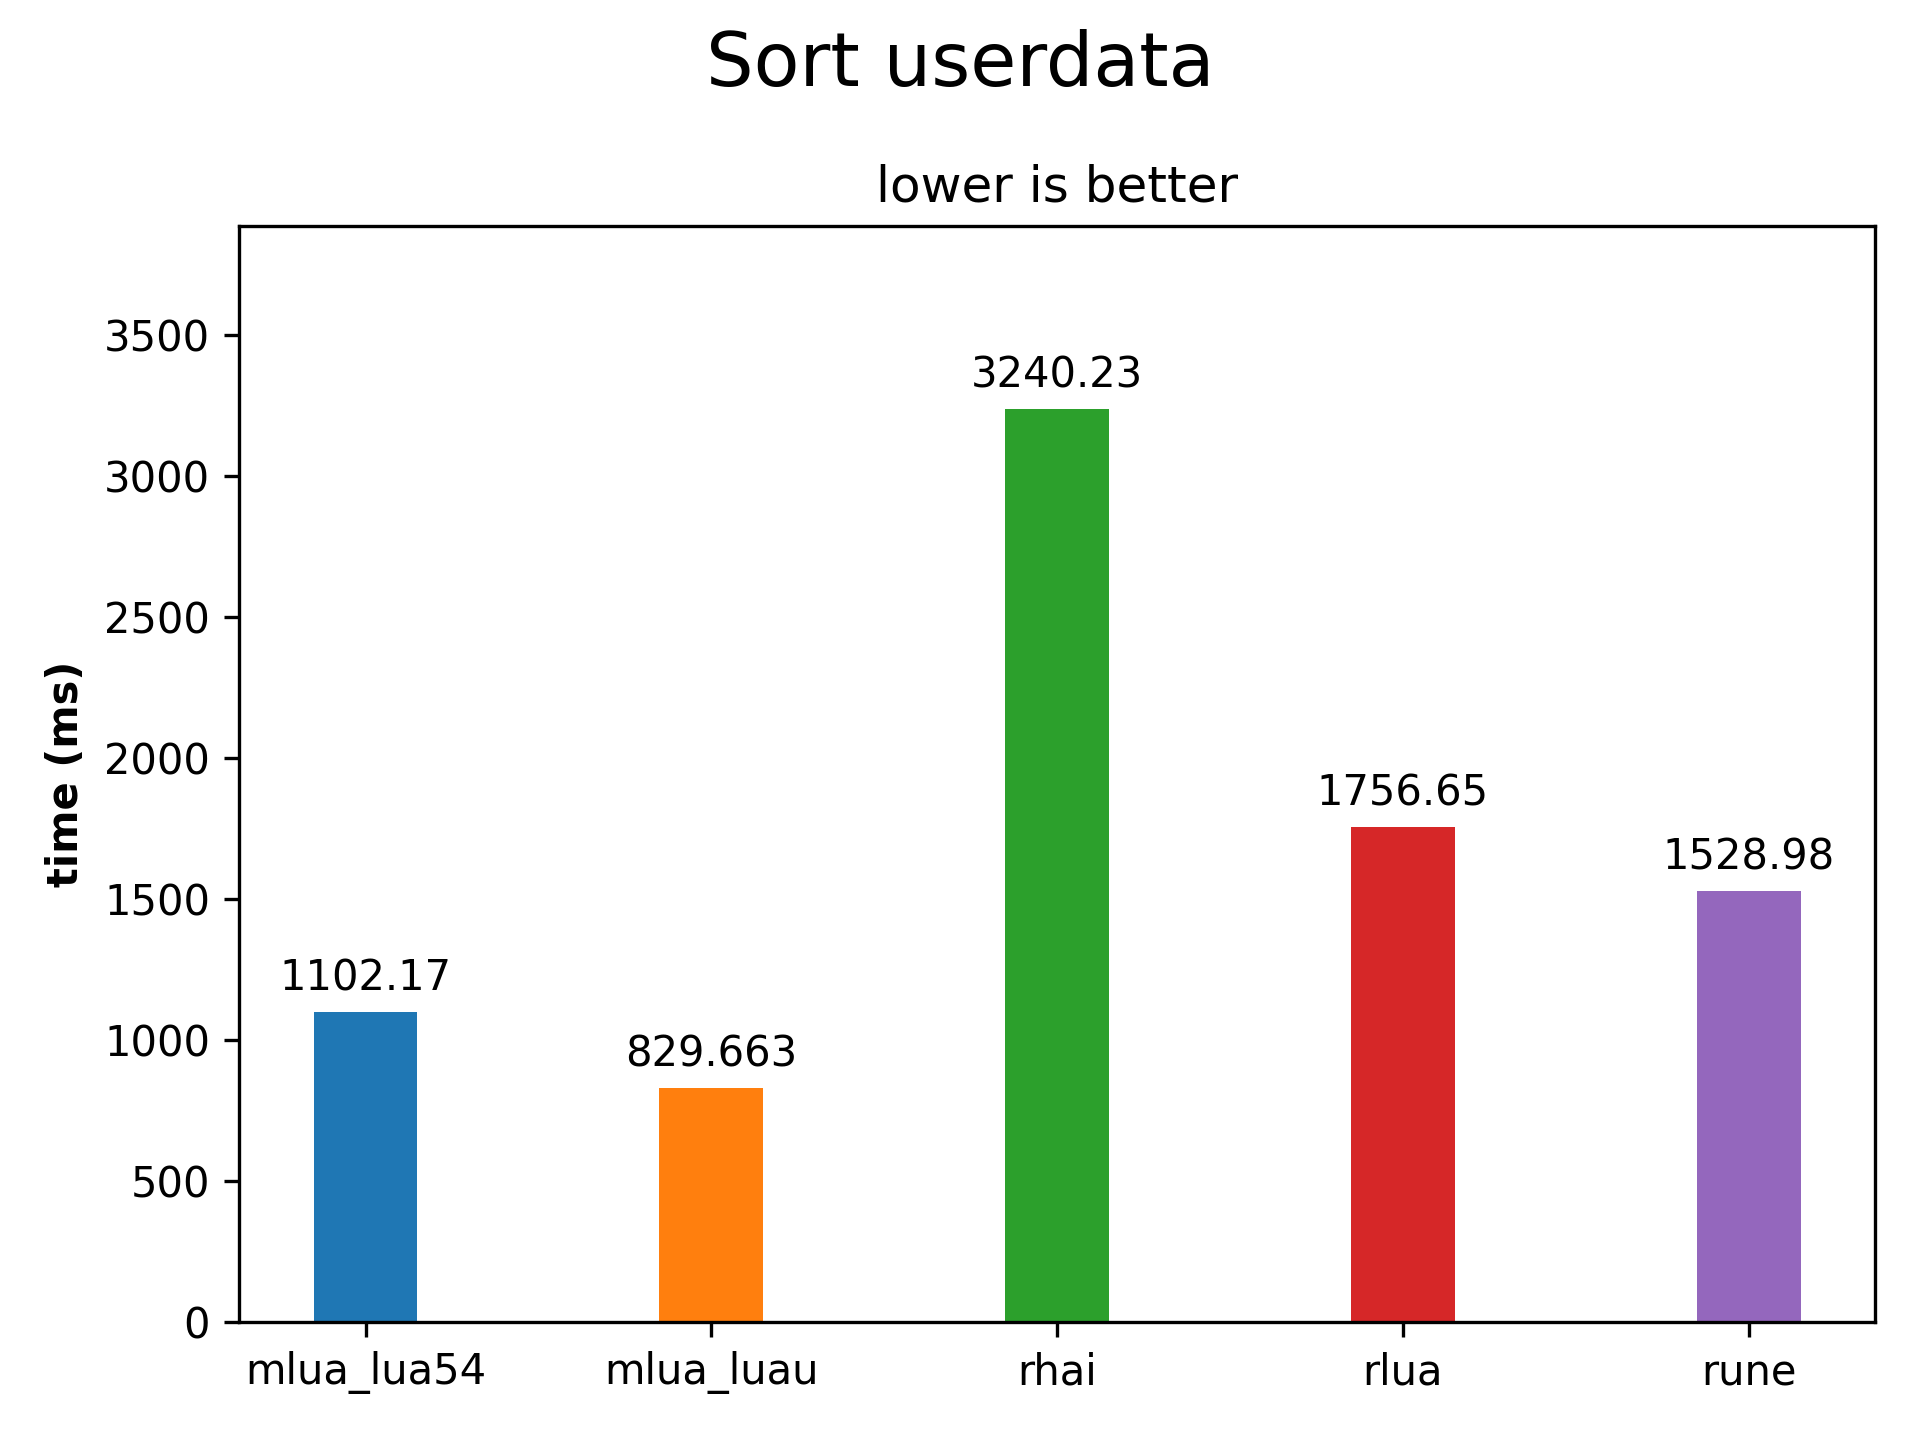 Sort userdata
lower is better
time (ms)
3500
3000
2500
2000
1500
1000
500
0
1102.17
829.663
3240.23
1756.65
1528.98
mlua_lua54
mlua_luau
rhai
rlua
rune